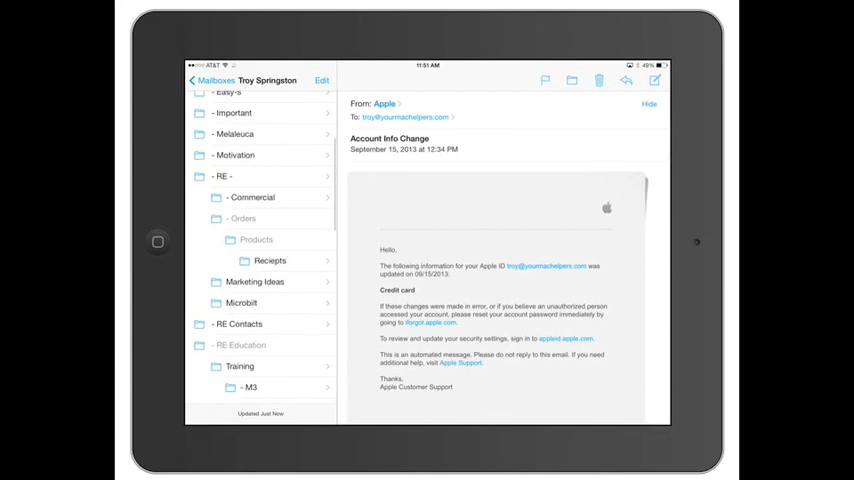 AT&T
11:51 AM
49%
Mailboxes Troy Springston Edit
- Easy-s
- Important
- Melaleuca
- Motivation
- RE -
- Commercial
- Orders
Products
Reciepts
Marketing Ideas
Microbilt
- RE Contacts
- RE Education
Training
- M3
Updated Just Now
From: Apple
Hide
To: troy@yourmachelpers.com
Account Info Change
September 15, 2013 at 12:34 PM
Hello,
The following information for your Apple ID troy@yourmachelpers.com was
updated on 09/15/2013:
Credit card
If these changes were made in error, or if you believe an unauthorized person
accessed your account, please reset your account password immediately by
going to iforgot.apple.com.
To review and update your security settings, sign in to appleid.apple.com.
This is an automated message. Please do not reply to this email. If you need
additional help, visit Apple Support.
Thanks,
Apple Customer Support